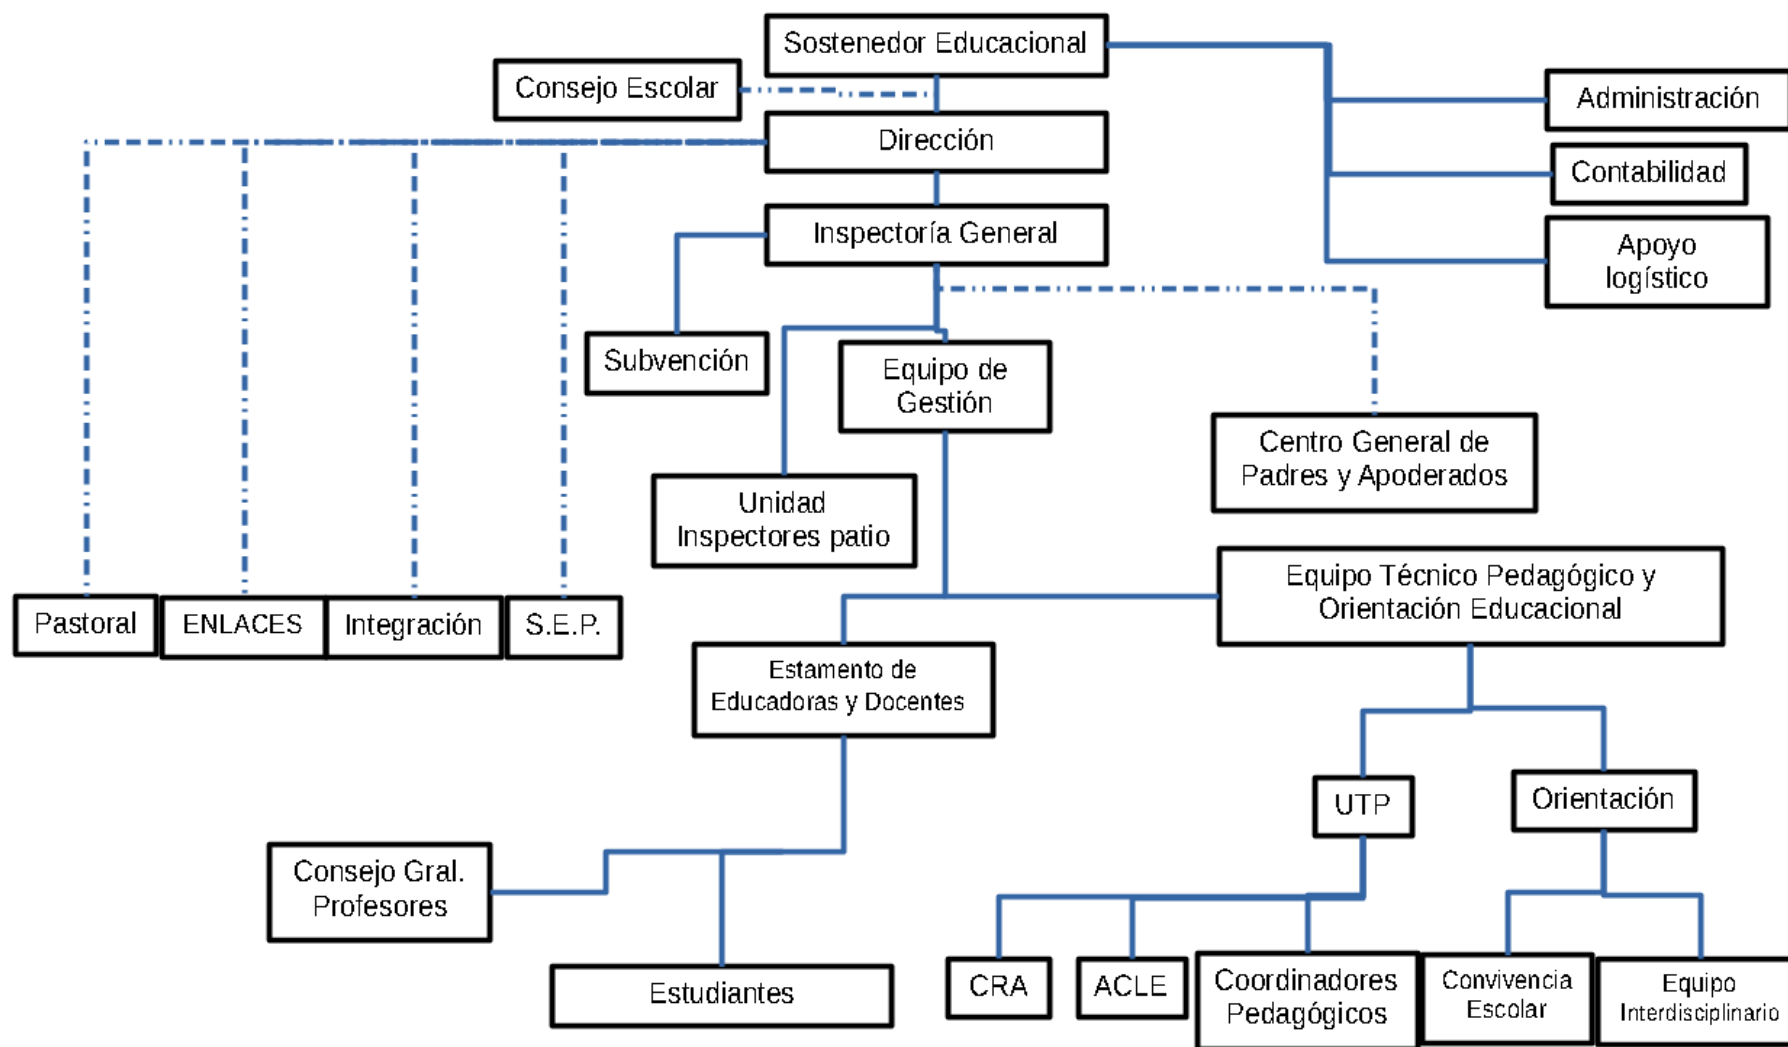 Sostenedor Educacional
Consejo Escolar
Administración
Dirección
Contabilidad
Inspectoría General
Apoyo
logístico
Subvención
Equipo de
Gestión
Centro General de
Padres y Apoderados
Unidad
Inspectores patio
Equipo Técnico Pedagógico y
Orientación Educacional
Pastoral
ENLACES
Integración
S.E.P.
Estamento de
Educadoras y Docentes
UTP
Orientación
Consejo Gral.
Profesores
Estudiantes
CRA
ACLE
Coordinadores
Pedagógicos
Convivencia
Escolar
Equipo
Interdisciplinario